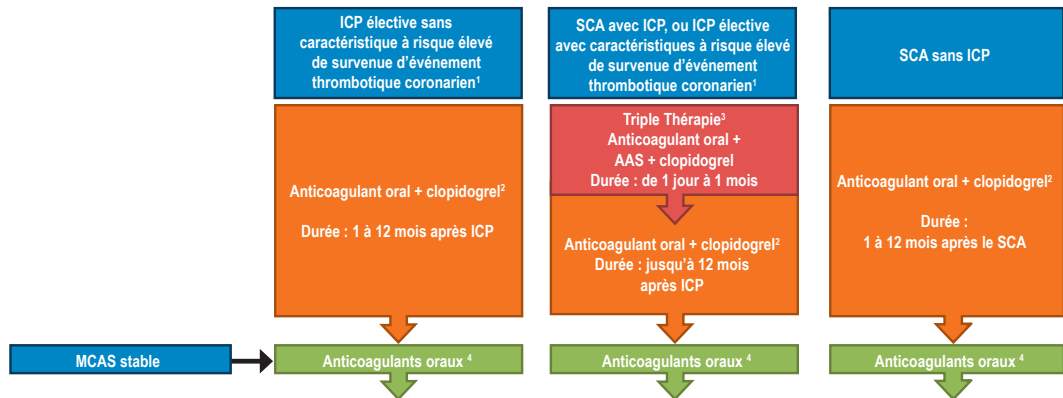 ICP élective sans
caractéristique à risque élevé
de survenue d’événement
thrombotique coronarien¹
SCA avec ICP, ou ICP élective
avec caractéristiques à risque élevé
de survenue d’événement
thrombotique coronarien¹
SCA sans ICP
Anticoagulant oral + clopidogrel²
Durée : 1 à 12 mois après ICP
Triple Thérapie³
Anticoagulant oral +
AAS + clopidogrel
Durée : de 1 jour à 1 mois
Anticoagulant oral + clopidogrel²
Durée : jusqu’à 12 mois
après ICP
Anticoagulant oral + clopidogrel²
Durée :
1 à 12 mois après le SCA
MCAS stable
Anticoagulants oraux ⁴
Anticoagulants oraux ⁴
Anticoagulants oraux ⁴